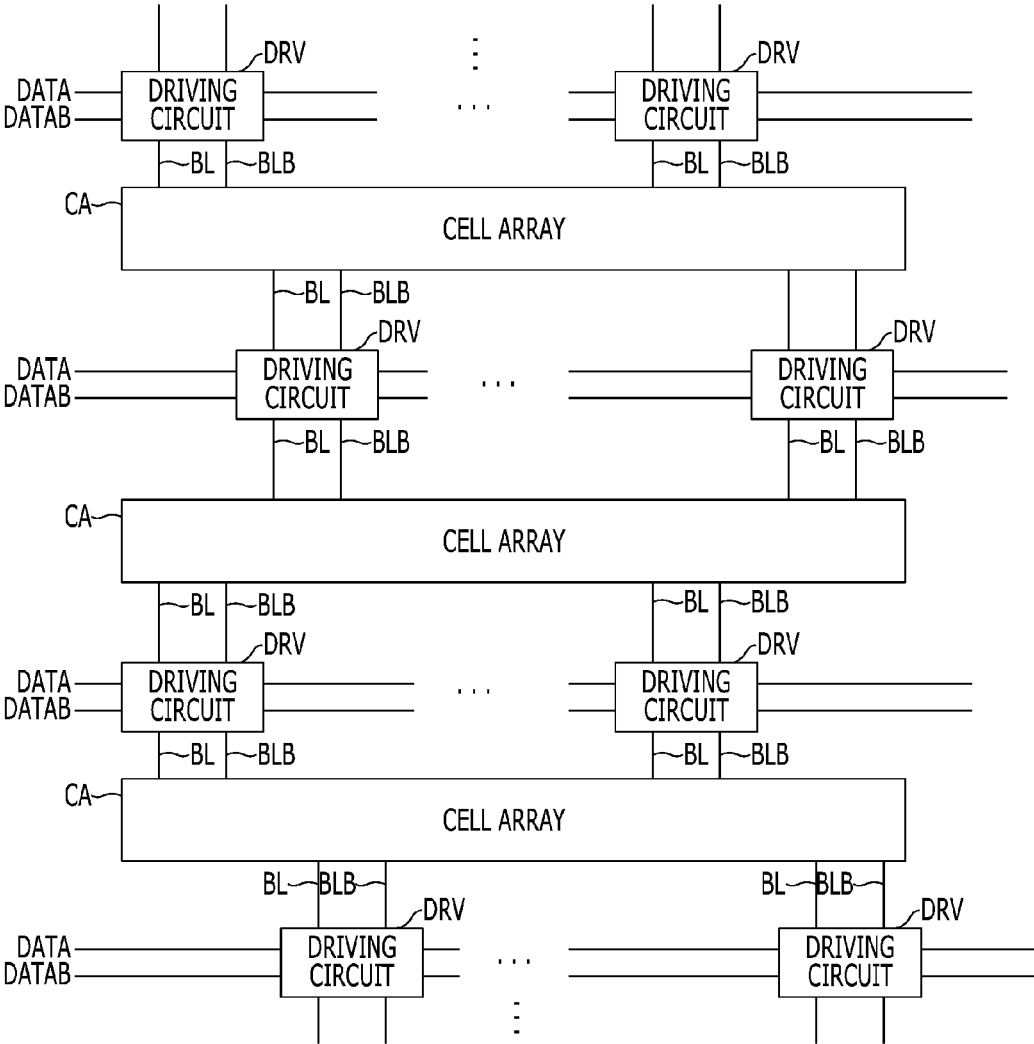 DRV DRV
DATA DRIVING CIRCUIT ... DRIVING CIRCUIT
DATAB
BL BLB BL BLB
CA CELL ARRAY
BL BLB
DRV DRV
DATA DRIVING CIRCUIT ... DRIVING CIRCUIT
DATAB
BL BLB BL BLB
CA CELL ARRAY
BL BLB BL BLB
DRV DRV
DATA DRIVING CIRCUIT ... DRIVING CIRCUIT
DATAB
BL BLB BL BLB
CA CELL ARRAY
BL BLB BL BLB
DRV DRV
DATA DRIVING CIRCUIT ... DRIVING CIRCUIT
DATAB